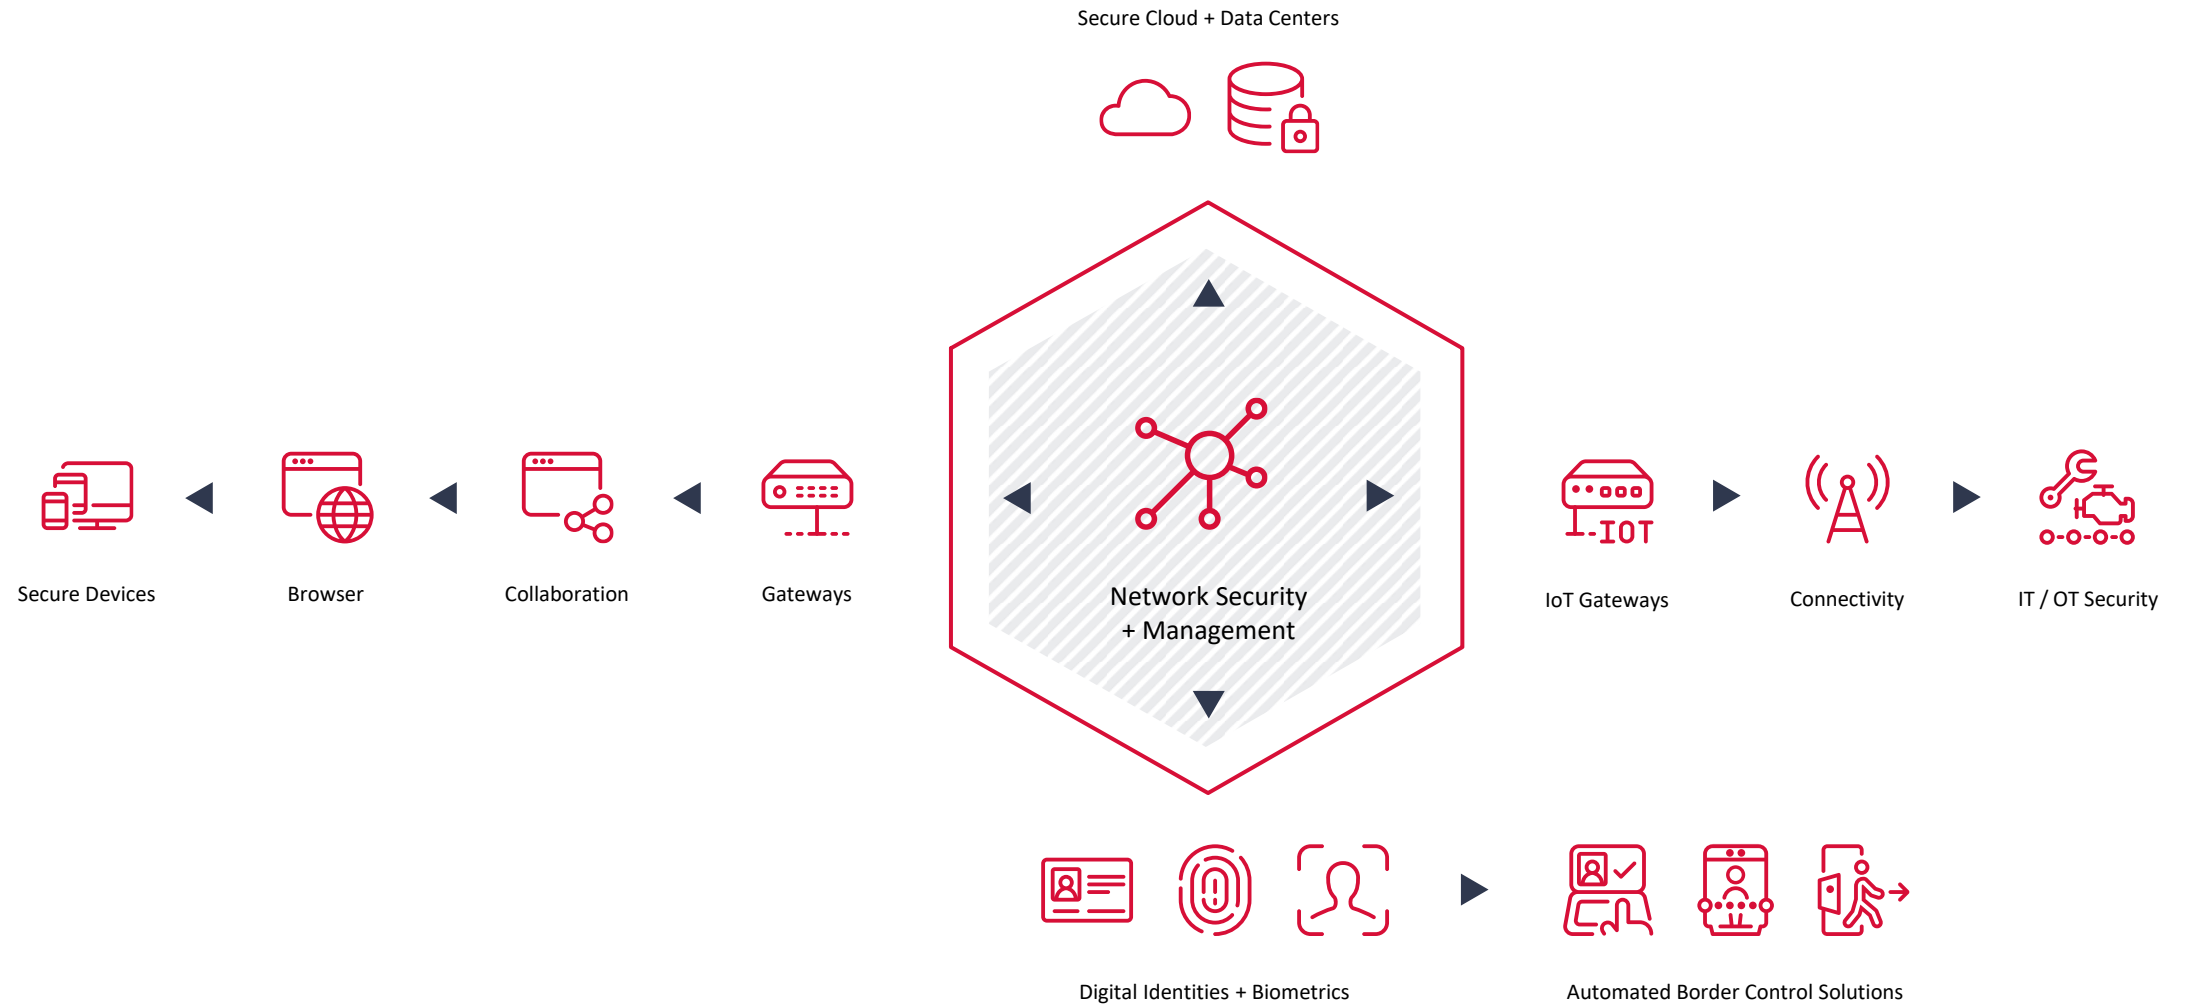 Secure Cloud + Data Centers
Secure Devices
Browser
Collaboration
Gateways
Network Security
+ Management
IOT
IoT Gateways
Connectivity
IT / OT Security
Digital Identities + Biometrics
Automated Border Control Solutions